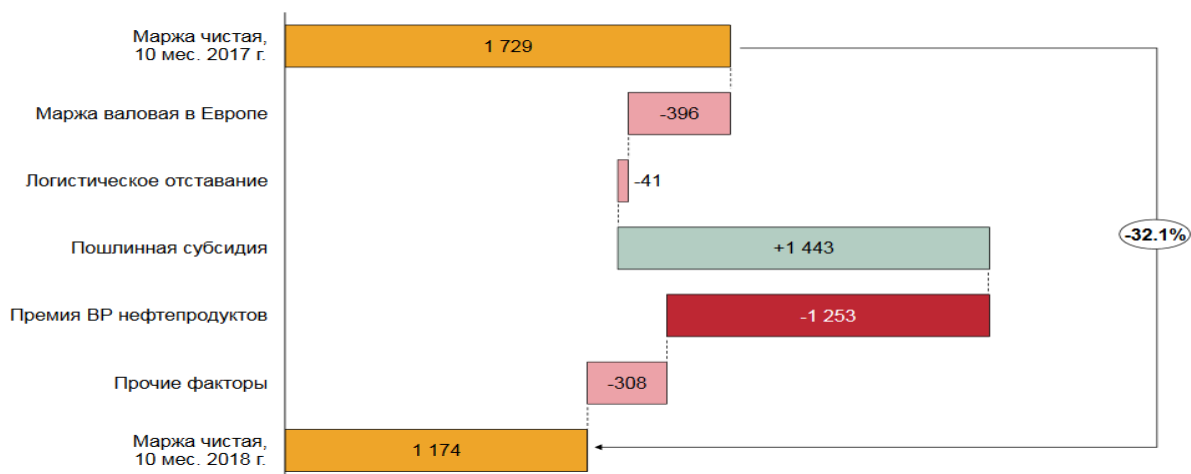 Маржа чистая,
10 мес. 2017 г.
1 729
Маржа валовая в Европе
-396
Логистическое отставание
-41
Пошлинная субсидия
+1 443
-32.1%
Премия ВР нефтепродуктов
-1 253
Прочие факторы
-308
Маржа чистая,
10 мес. 2018 г.
1 174